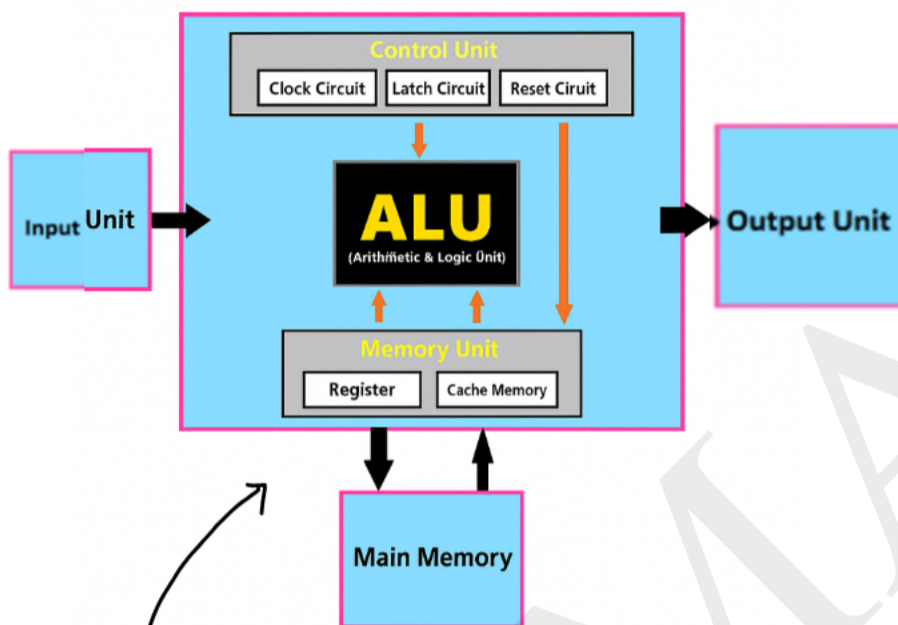 Control Unit
Clock Circuit
Latch Circuit
Reset Ciruit
ALU
(Arithmetic & Logic Unit)
Input Unit
Output Unit
Memory Unit
Register
Cache Memory
Main Memory
MA